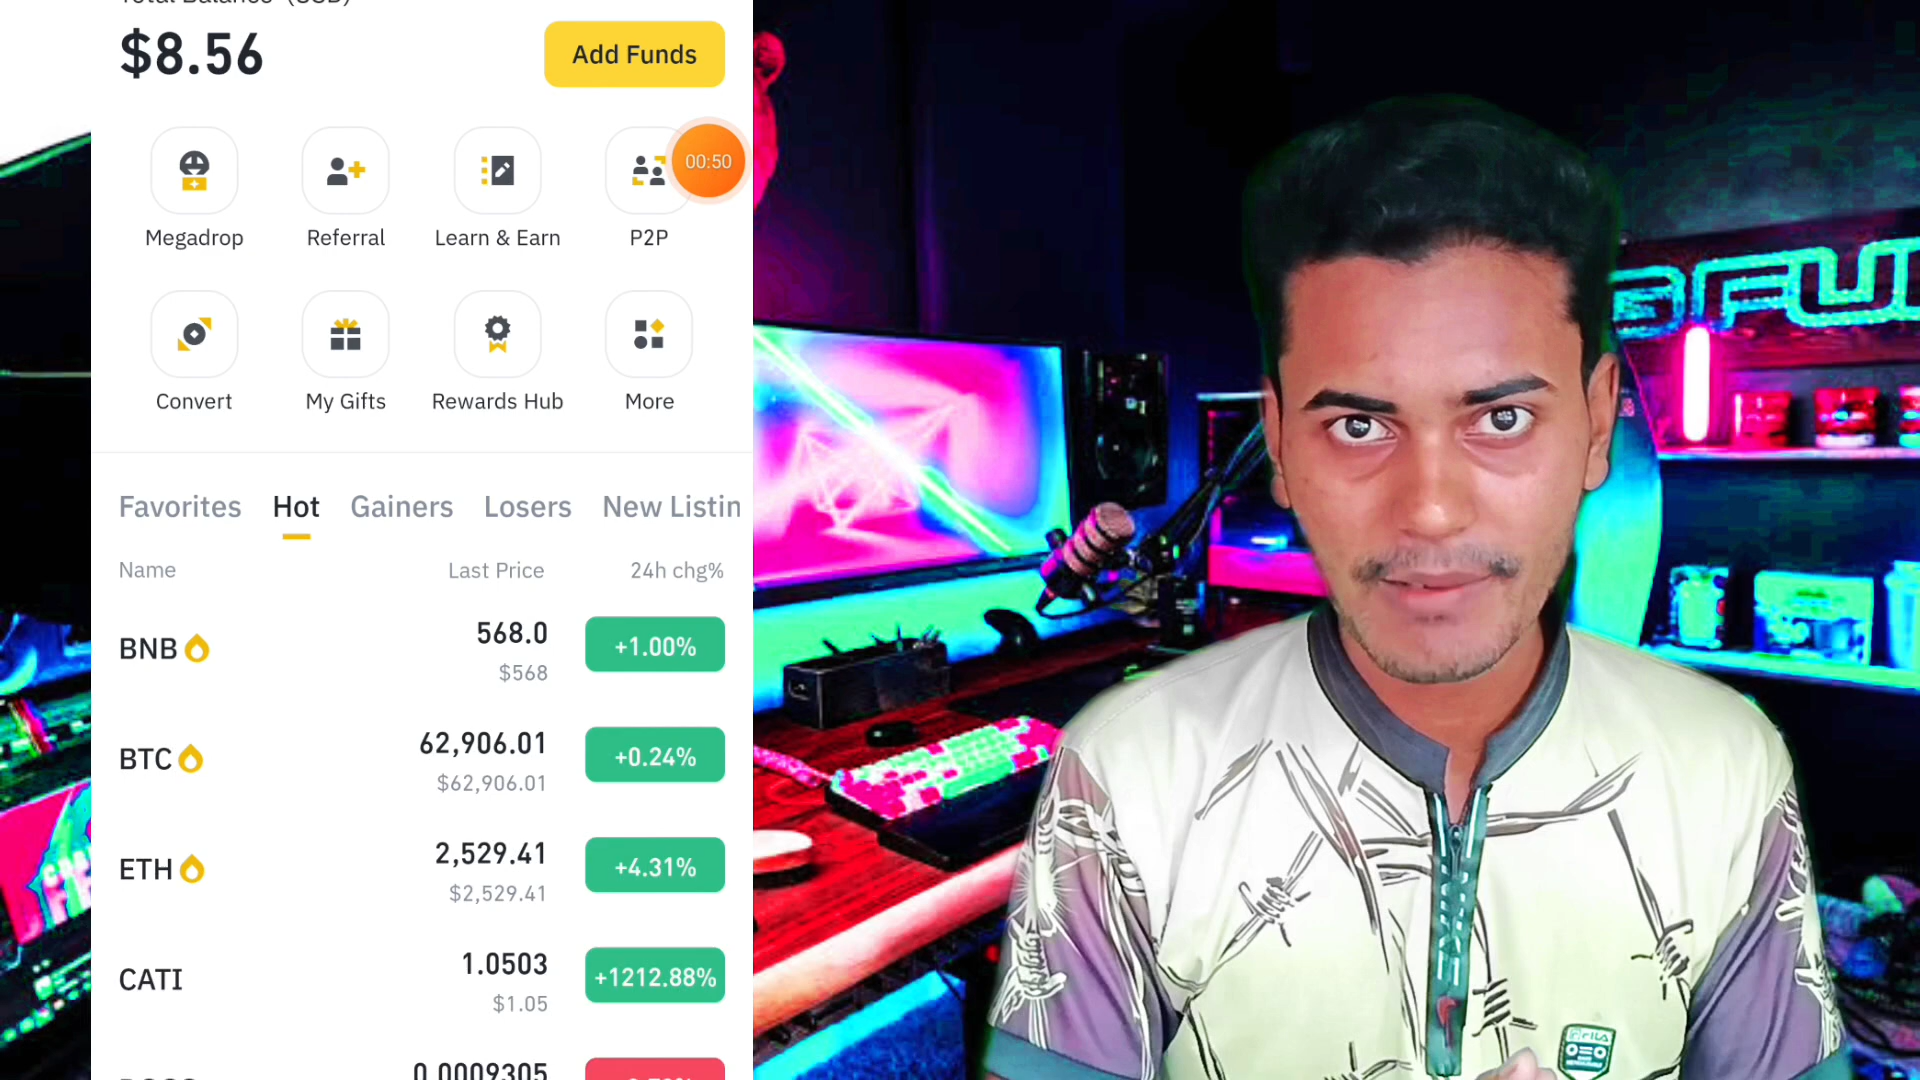 Total Balance (USD)
$8.56
Add Funds
00:50
Megadrop
Referral
Learn & Earn
P2P
Convert
My Gifts
Rewards Hub
More
Favorites Hot Gainers Losers New Listin
Name Last Price 24h chg%
BNB 568.0 +1.00%
$568
BTC 62,906.01 +0.24%
$62,906.01
ETH 2,529.41 +4.31%
$2,529.41
CATI 1.0503 +1212.88%
$1.05
0.0009305